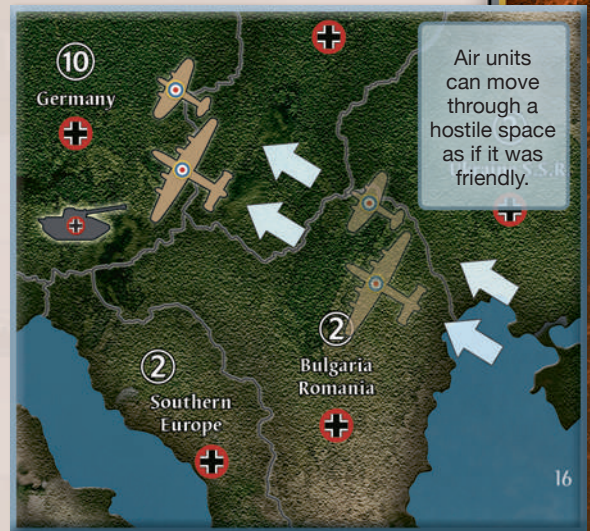 10
Germany
Air units
can move
through a
hostile space
as if it was
friendly.
S.S.R
2
Bulgaria
Romania
2
Southern
Europe
16